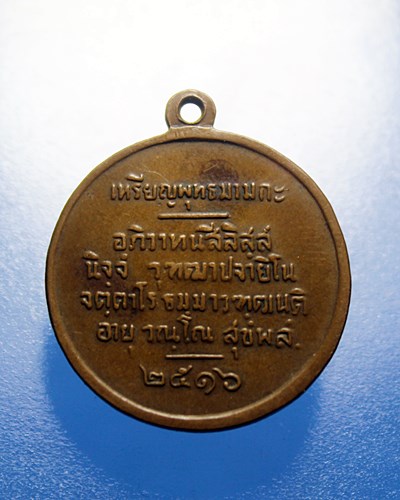 เหรียญพุทธมามกะ
อภิวาทนสีลิสฺส
นิจฺจํ วุฑฺฒาปจายิโน
จตฺตาโร ธมฺมา วฑฺฒนฺติ
อายุ วณฺโณ สุขํ พลํ.
๒๕๑๖